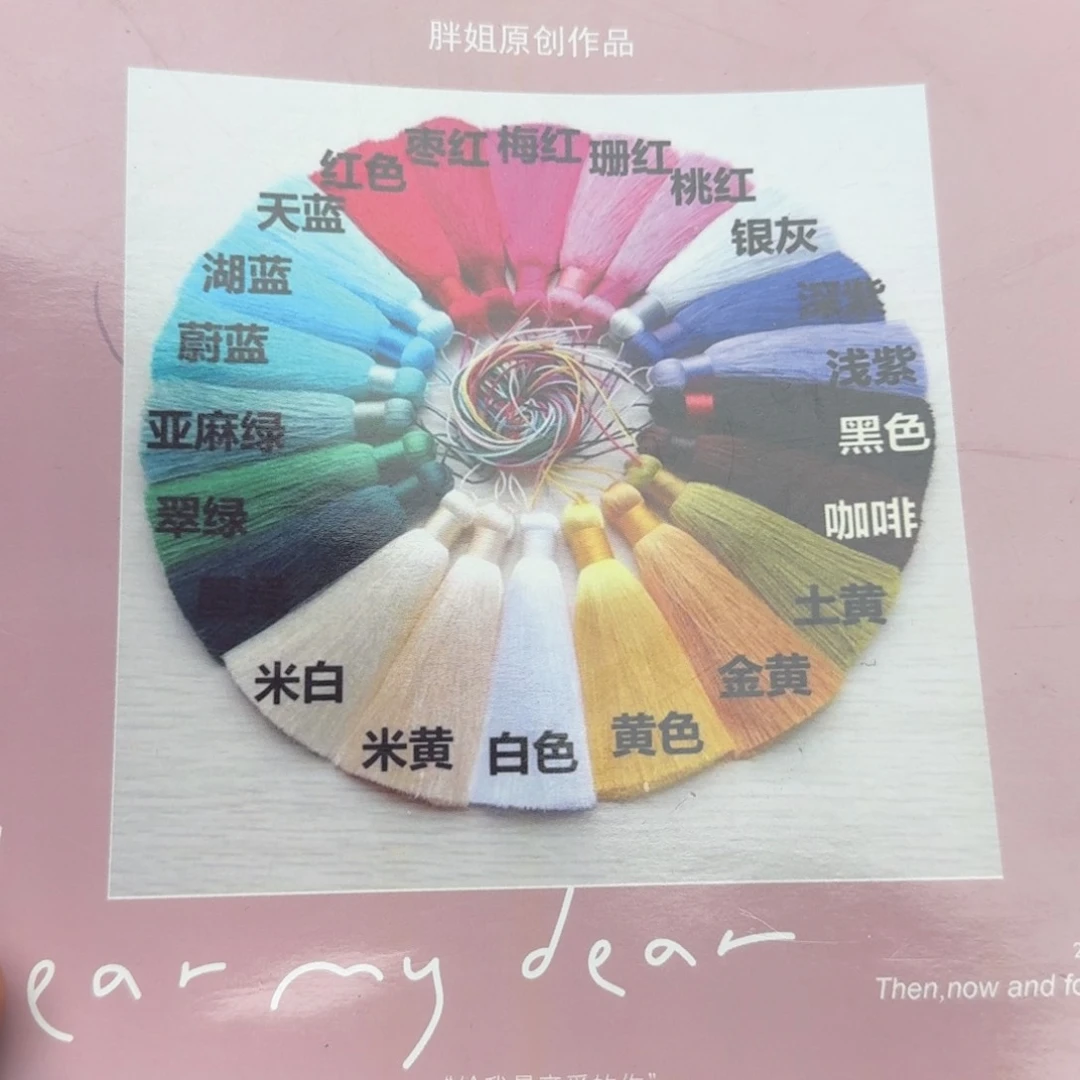 胖姐原创作品
枣红 梅红 珊红
红色 桃红
天蓝 银灰
湖蓝 深紫
蔚蓝 浅紫
亚麻绿 黑色
翠绿 咖啡
土黄
米白 金黄
米黄 白色 黄色
ear my dear
Then,now and fo